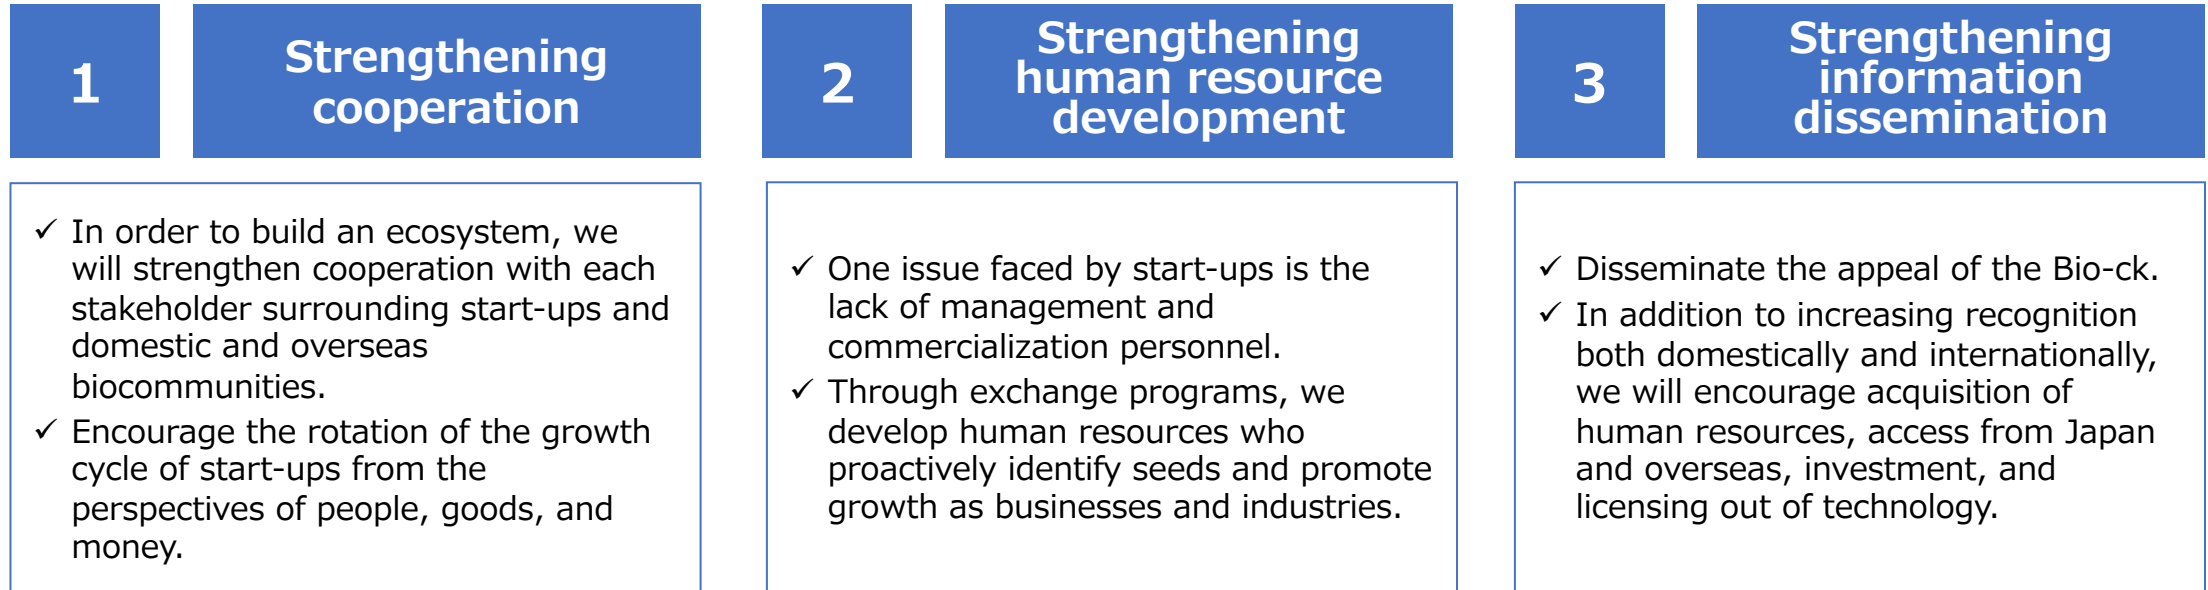 1
Strengthening
cooperation
✓ In order to build an ecosystem, we
will strengthen cooperation with each
stakeholder surrounding start-ups and
domestic and overseas
biocommunities.
✓ Encourage the rotation of the growth
cycle of start-ups from the
perspectives of people, goods, and
money.
2
Strengthening
human resource
development
✓ One issue faced by start-ups is the
lack of management and
commercialization personnel.
✓ Through exchange programs, we
develop human resources who
proactively identify seeds and promote
growth as businesses and industries.
3
Strengthening
information
dissemination
✓ Disseminate the appeal of the Bio-ck.
✓ In addition to increasing recognition
both domestically and internationally,
we will encourage acquisition of
human resources, access from Japan
and overseas, investment, and
licensing out of technology.